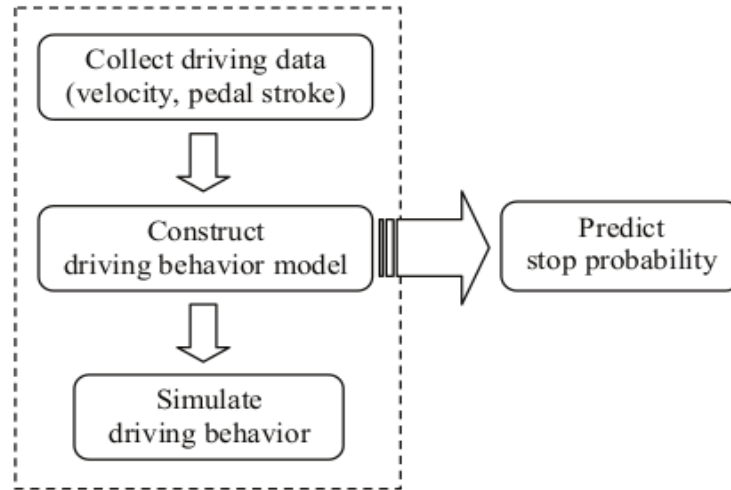 Collect driving data
(velocity, pedal stroke)
Construct
driving behavior model
Predict
stop probability
Simulate
driving behavior